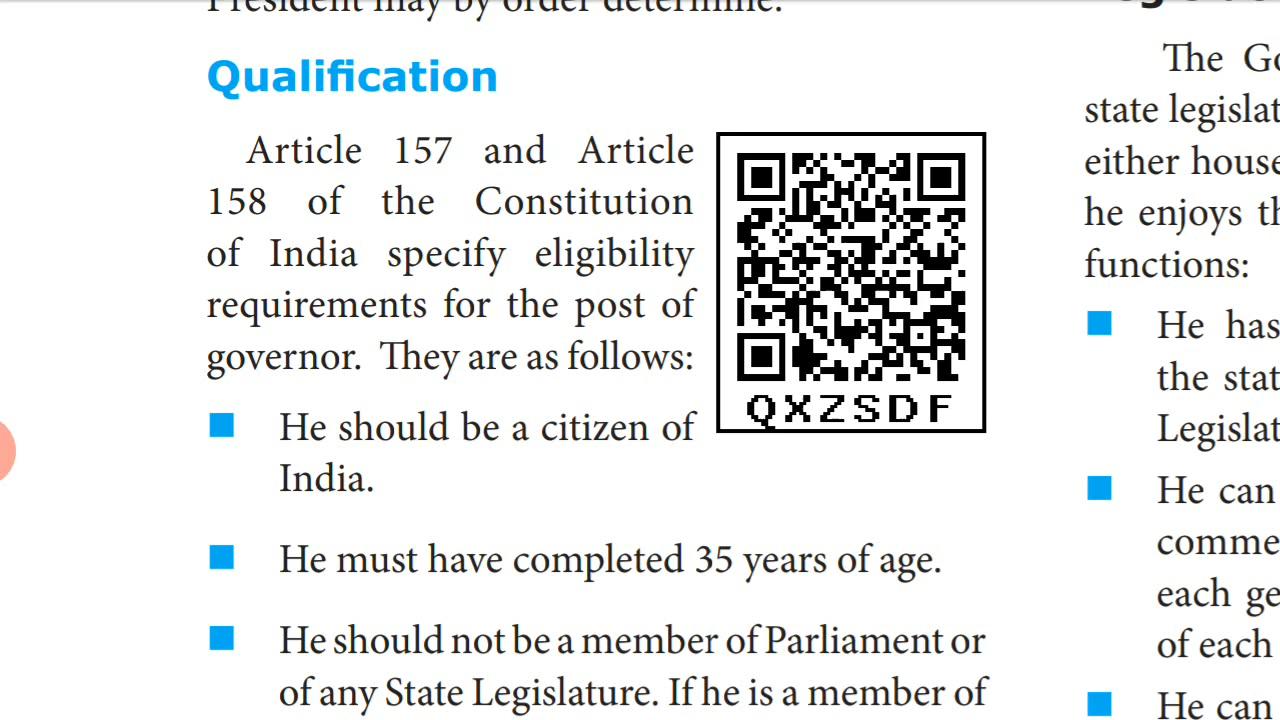 President may by order determine.
Qualification
Article 157 and Article
158 of the Constitution
of India specify eligibility
requirements for the post of
governor. They are as follows:
He should be a citizen of
India.
He must have completed 35 years of age.
He should not be a member of Parliament or
of any State Legislature. If he is a member of
QXZSDF
The Go
state legislat
either house
he enjoys th
functions:
He has
the stat
Legislat
He can
comme
each ge
of each
He can